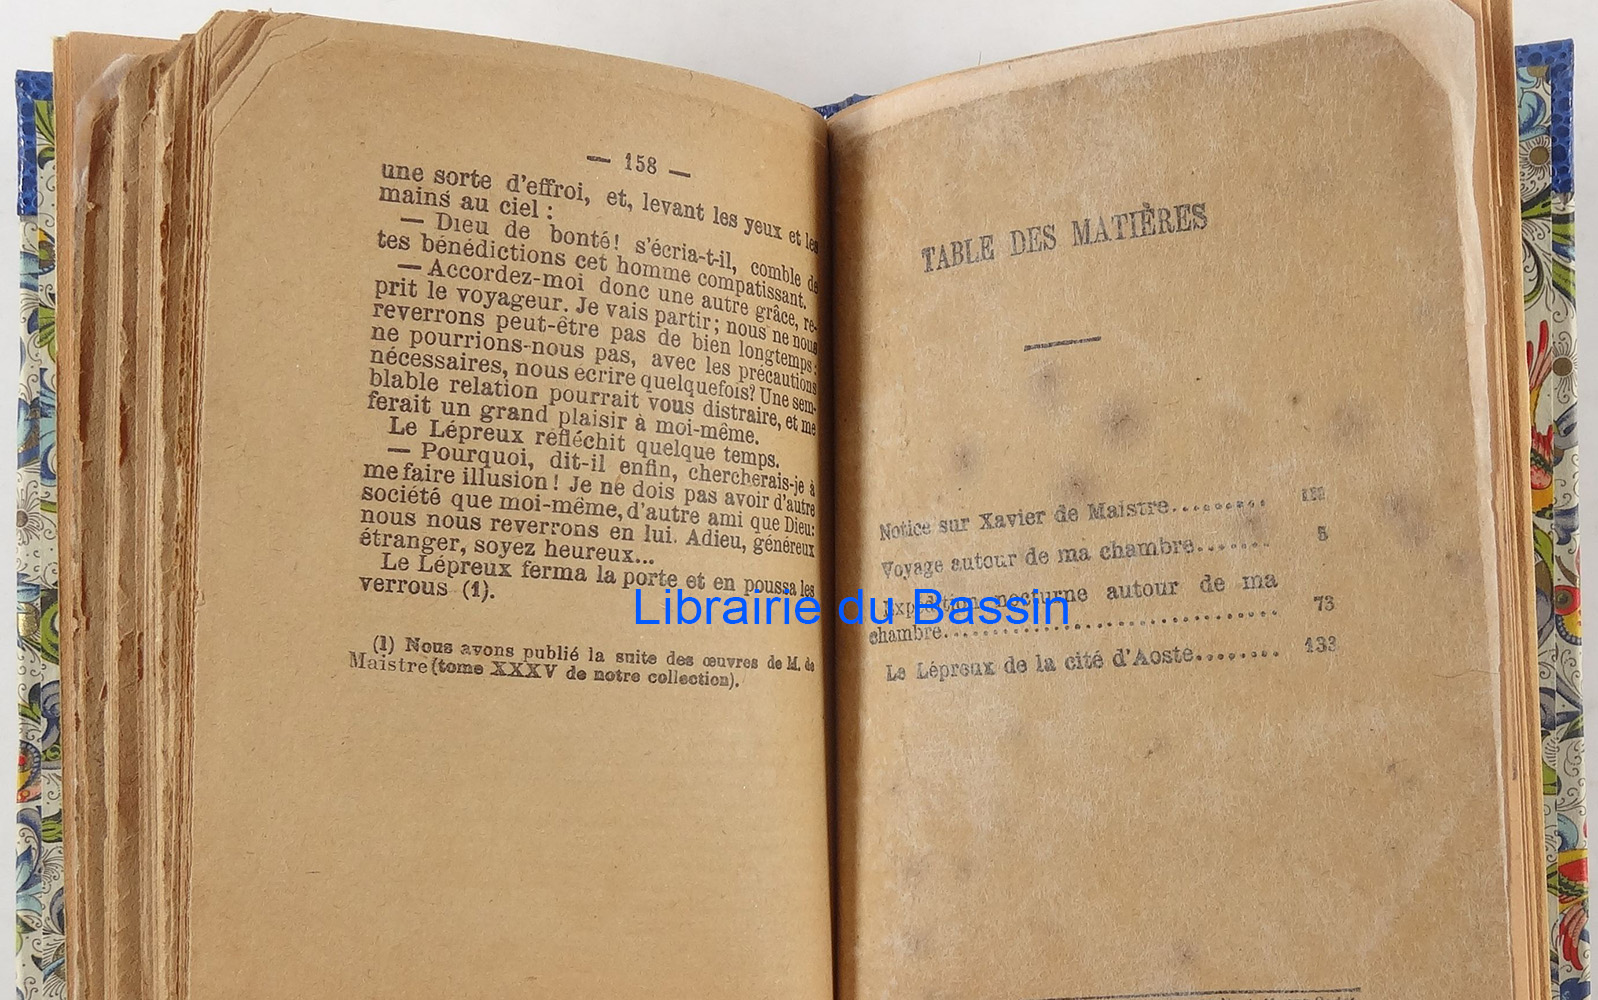 — 158 —
une sorte d'effroi, et, levant les yeux et les
mains au ciel :
— Dieu de bonté! s'écria-t-il, comble de
tes bénédictions cet homme compatissant.
— Accordez-moi donc une autre grâce, re-
prit le voyageur. Je vais partir; nous ne nous
reverrons peut-être pas de bien longtemps;
ne pourrions-nous pas, avec les précautions
nécessaires, nous écrire quelquefois? Une sem-
blable relation pourrait vous distraire, et me
ferait un grand plaisir à moi-même.
Le Lépreux réfléchit quelque temps.
— Pourquoi, dit-il enfin, chercherais-je à
me faire illusion! Je ne dois pas avoir d'autre
société que moi-même, d'autre ami que Dieu:
nous nous reverrons en lui. Adieu, généreux
étranger, soyez heureux...
Le Lépreux ferma la porte et en poussa les
verrous (1).
(1) Nous avons publié la suite des œuvres de M. de
Maistre (tome XXXV de notre collection).
TABLE DES MATIÈRES
Notice sur Xavier de Maistre..........
Voyage autour de ma chambre........ 5
Expédition nocturne autour de ma
chambre.............................. 73
Le Lépreux de la cité d'Aoste......... 133
Librairie du Bassin